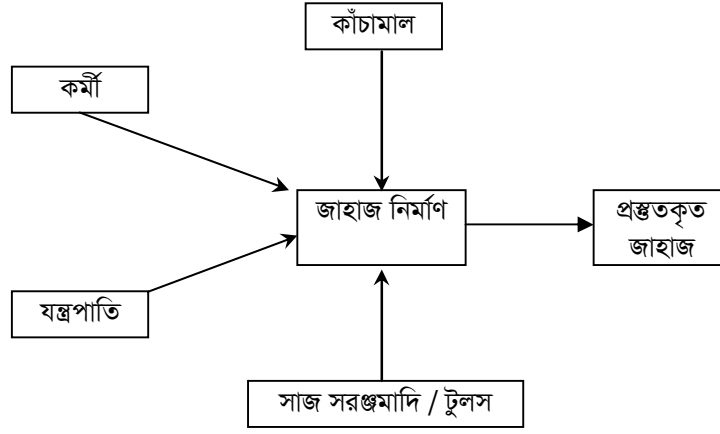 কাঁচামাল
কর্মী
জাহাজ নির্মাণ
প্রস্তুতকৃত
জাহাজ
যন্ত্রপাতি
সাজ সরঞ্জমাদি / টুলস